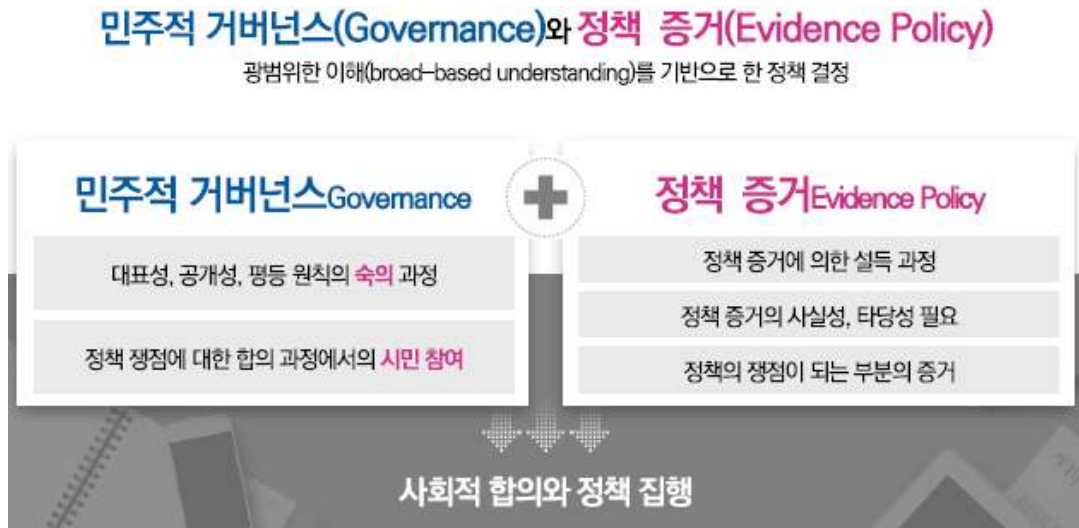 민주적 거버넌스(Governance)와 정책 증거(Evidence Policy)
광범위한 이해(broad-based understanding)를 기반으로 한 정책 결정
민주적 거버넌스Governance
대표성, 공개성, 평등 원칙의 숙의 과정
정책 쟁점에 대한 합의 과정에서의 시민 참여
정책 증거Evidence Policy
정책 증거에 의한 설득 과정
정책 증거의 사실성, 타당성 필요
정책의 쟁점이 되는 부분의 증거
사회적 합의와 정책 집행